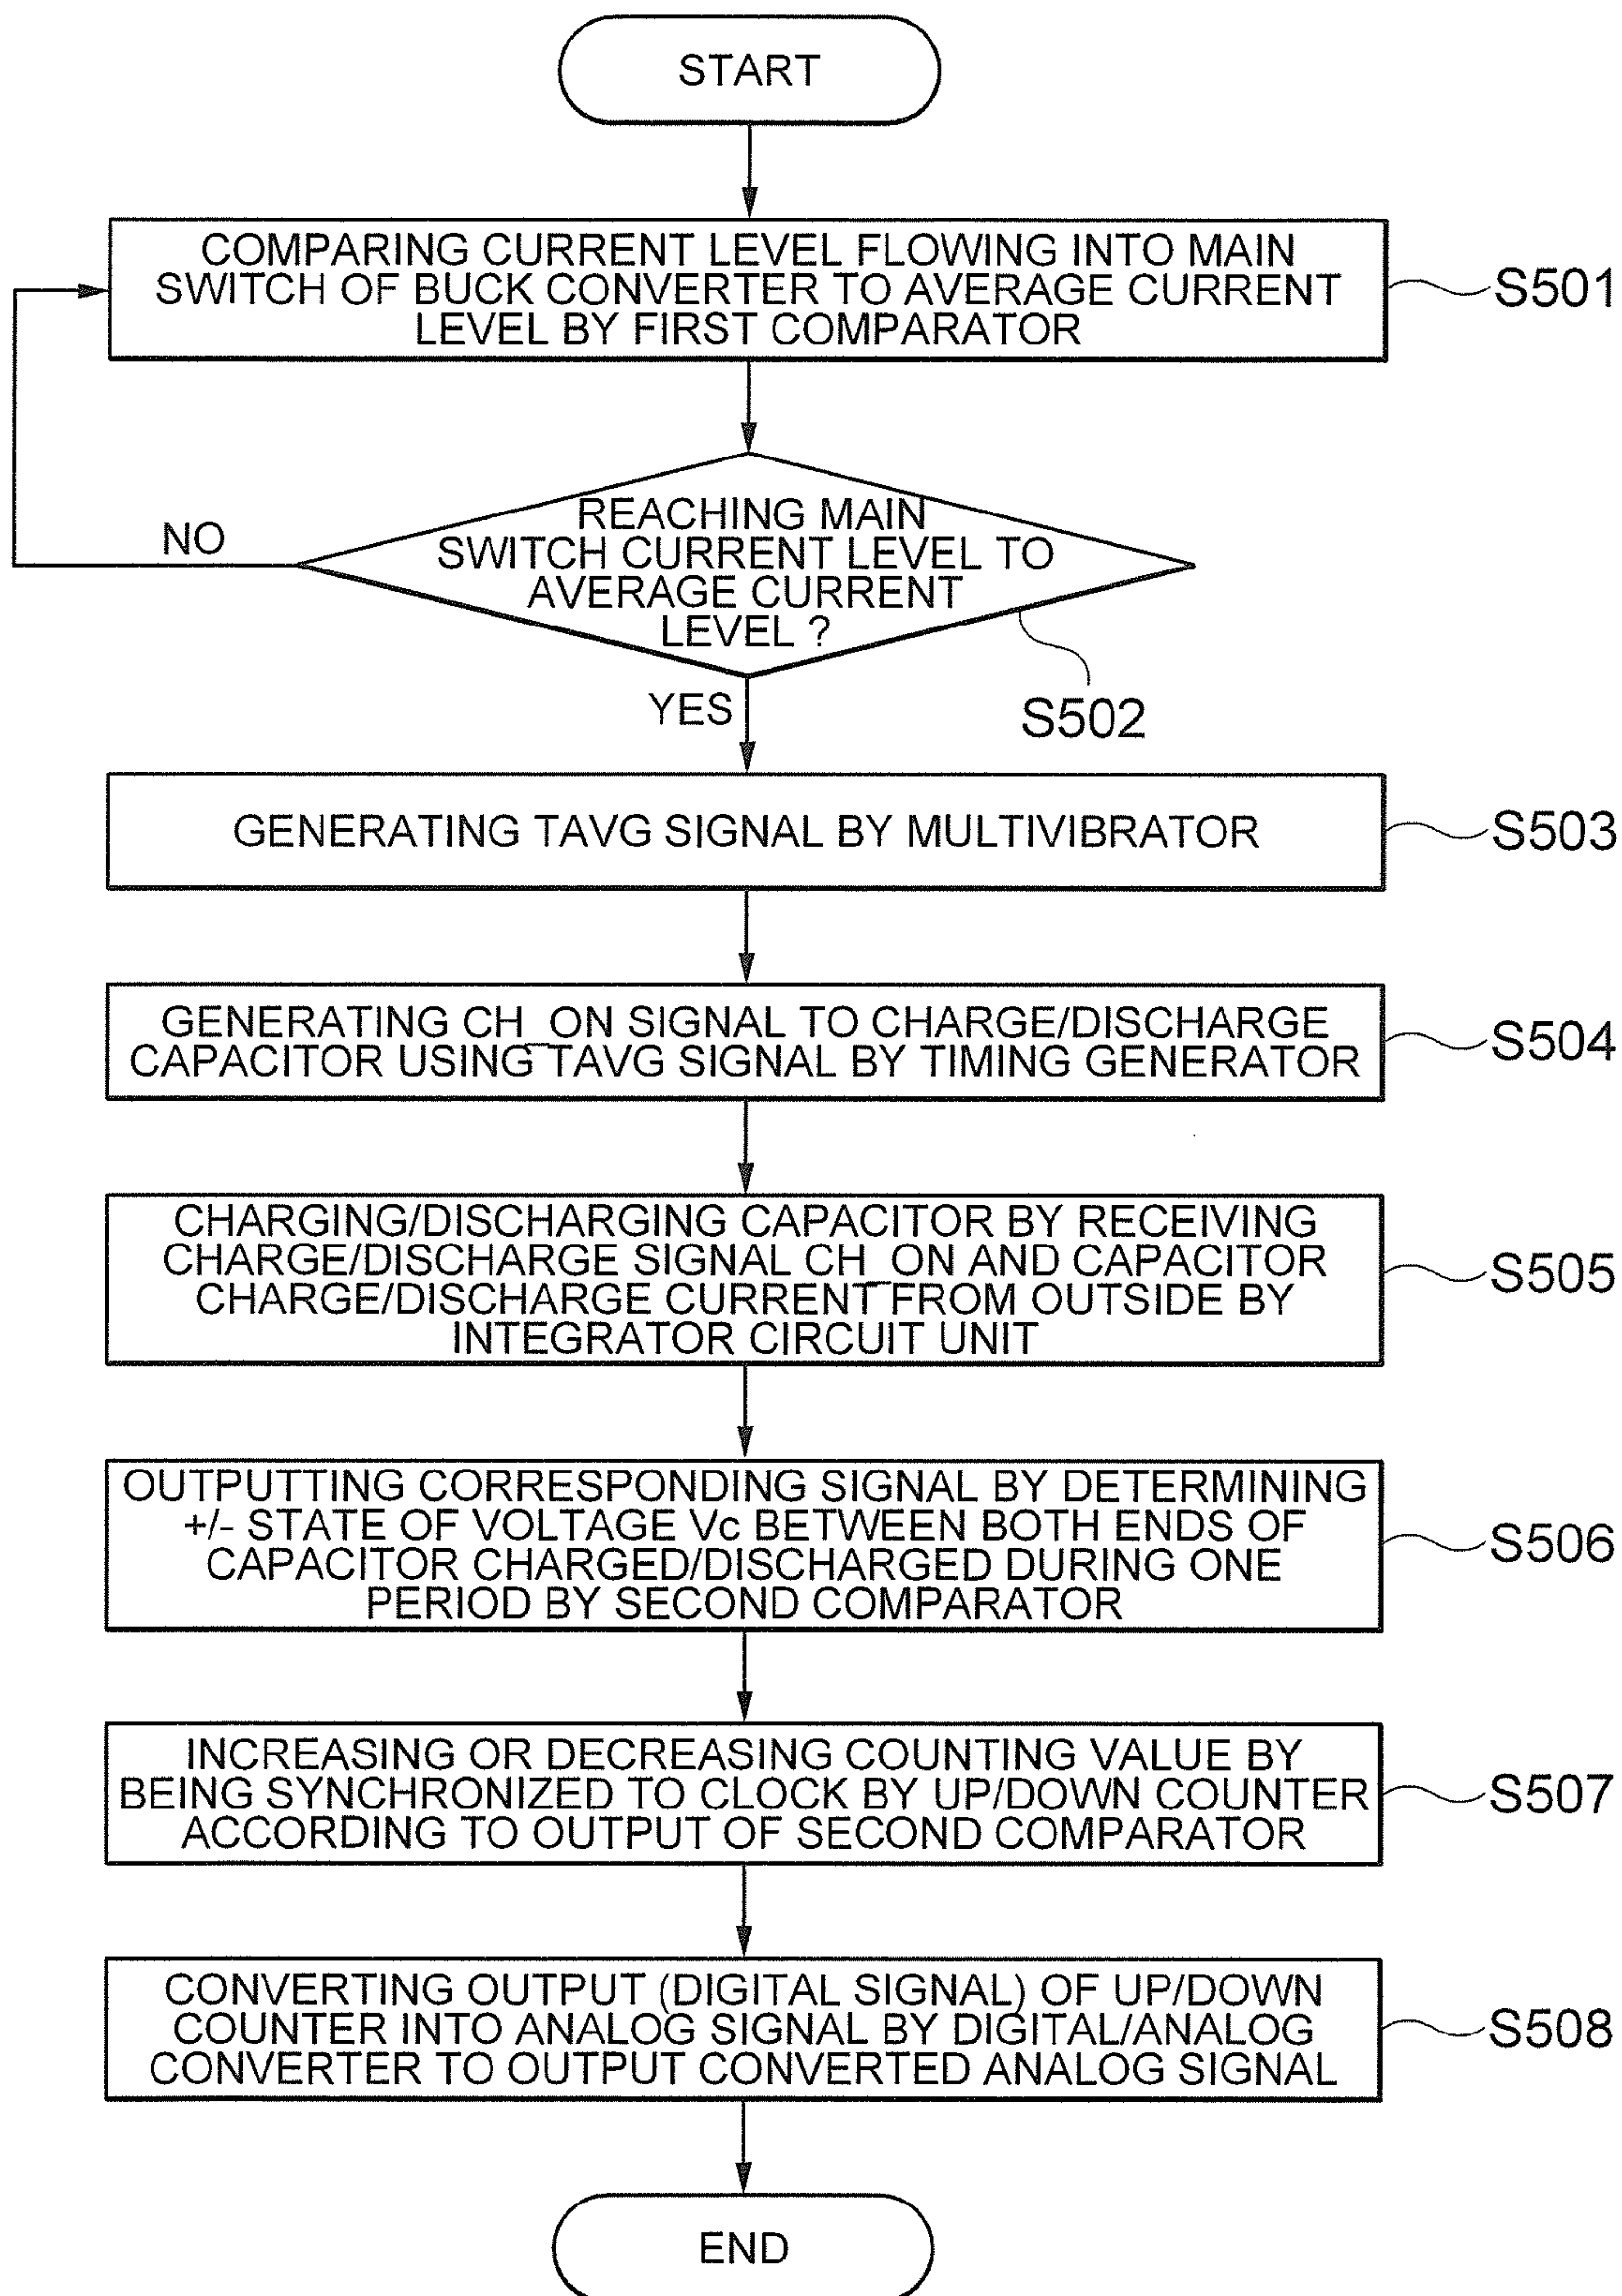 START
COMPARING CURRENT LEVEL FLOWING INTO MAIN
SWITCH OF BUCK CONVERTER TO AVERAGE CURRENT
LEVEL BY FIRST COMPARATOR
S501
REACHING MAIN
SWITCH CURRENT LEVEL TO
AVERAGE CURRENT
LEVEL ?
NO
YES
S502
GENERATING TAVG SIGNAL BY MULTIVIBRATOR
S503
GENERATING CH_ON SIGNAL TO CHARGE/DISCHARGE
CAPACITOR USING TAVG SIGNAL BY TIMING GENERATOR
S504
CHARGING/DISCHARGING CAPACITOR BY RECEIVING
CHARGE/DISCHARGE SIGNAL CH_ON AND CAPACITOR
CHARGE/DISCHARGE CURRENT FROM OUTSIDE BY
INTEGRATOR CIRCUIT UNIT
S505
OUTPUTTING CORRESPONDING SIGNAL BY DETERMINING
+/- STATE OF VOLTAGE Vc BETWEEN BOTH ENDS OF
CAPACITOR CHARGED/DISCHARGED DURING ONE
PERIOD BY SECOND COMPARATOR
S506
INCREASING OR DECREASING COUNTING VALUE BY
BEING SYNCHRONIZED TO CLOCK BY UP/DOWN COUNTER
ACCORDING TO OUTPUT OF SECOND COMPARATOR
S507
CONVERTING OUTPUT (DIGITAL SIGNAL) OF UP/DOWN
COUNTER INTO ANALOG SIGNAL BY DIGITAL/ANALOG
CONVERTER TO OUTPUT CONVERTED ANALOG SIGNAL
S508
END